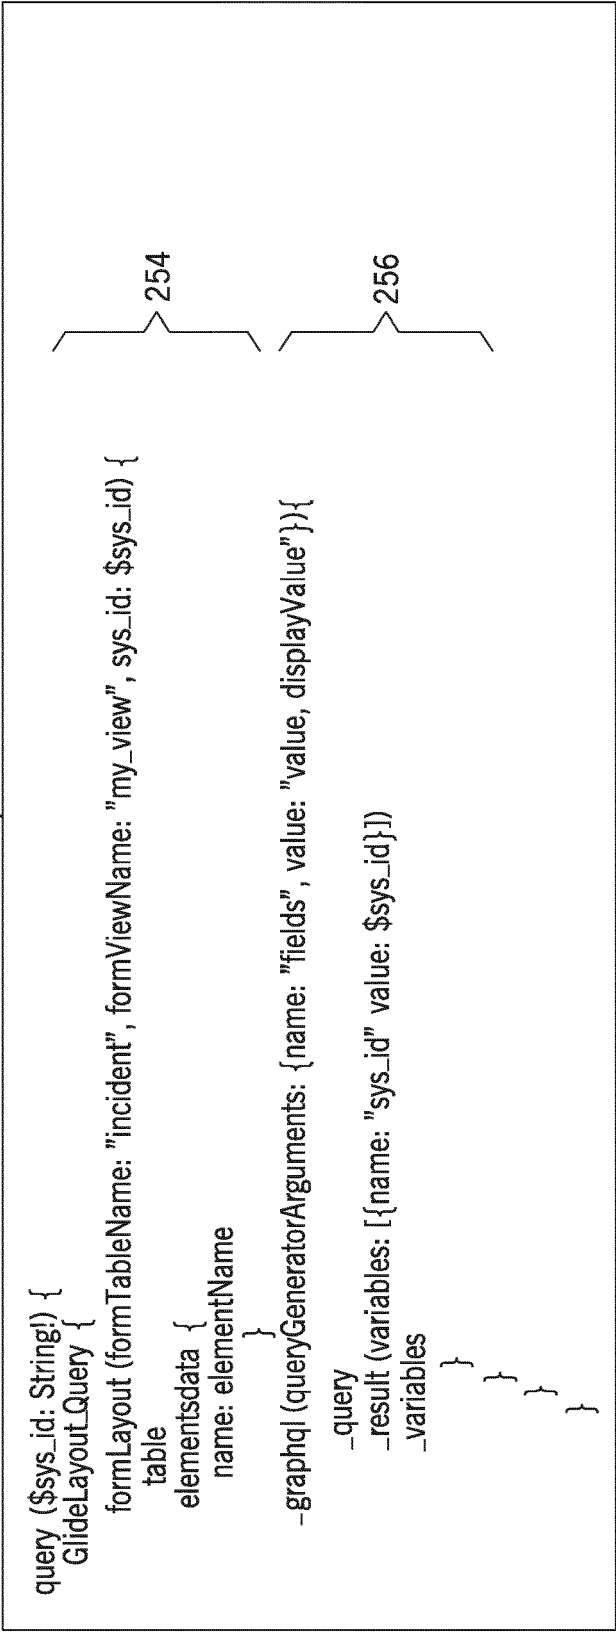 query ($sys_id: String!) {
GlideLayout_Query {
formLayout (formTableName: "incident", formViewName: "my_view", sys_id: $sys_id) {
table
elementsdata {
name: elementName
}
254
_graphql (queryGeneratorArguments: {name: "fields", value: "value, displayValue"}){
_query
_result (variables: [{name: "sys_id" value: $sys_id}])
_variables
256
}
}
}
}